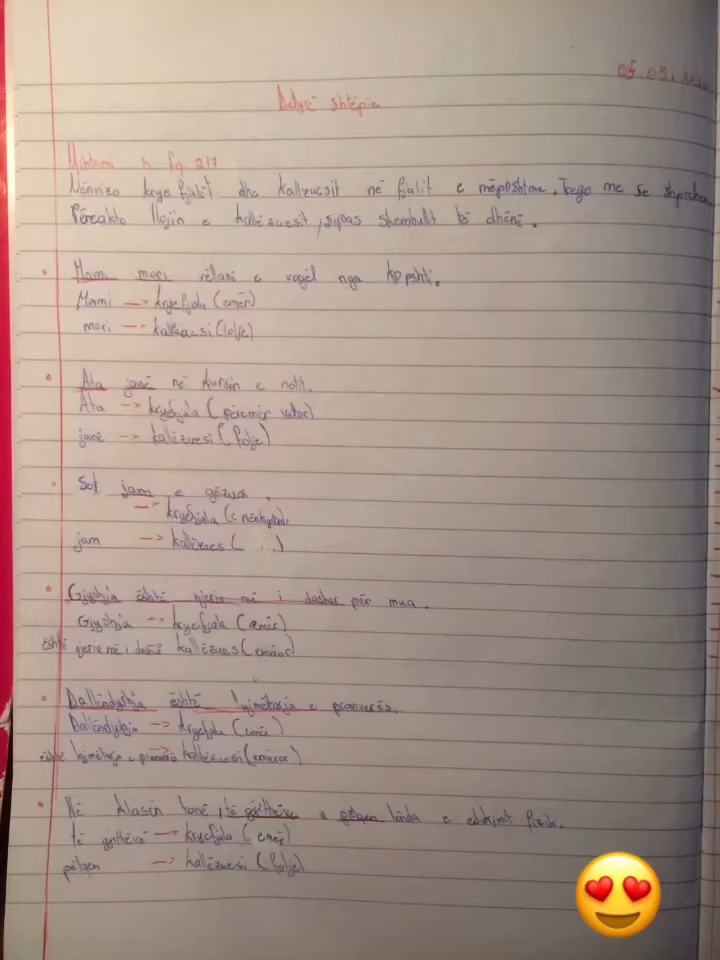 05.03.
Detyrë shtëpie
Ushtrimi fq 217
Nënvizo kryefjalët dhe kallzuesit në fjalit e mëposhtme. Trego me se shprehen.
Përcakto llojin e kallëzuesit, sipas shembullit të dhënë.
Mami mori vëllani e vogël nga kopshti.
Mami → kryefjala (emër)
mori → kallëzuesi (folje)
Ata janë në kursin e notit.
Ata → kryefjala (përemër vetor)
janë → kallëzuesi (folje)
Sot jam e gëzuar.
→ kryefjala (e nënkuptuar)
jam → kallëzues (...)
Gjyshja është njeriu më i dashur për mua.
Gjyshja → kryefjala (emër)
është njeriu më i dashur kallëzues (emëror)
Dallëndyshja është lajmëtarja e pranverës.
Dallëndyshja → kryefjala (emër)
është lajmëtarja e pranverës → kallëzuesi (emëror)
Në klasën tonë, të gjithëve u pëlqen lënda e edukimit fizik.
të gjithëve → kryefjala (emër)
pëlqen → kallëzuesi (folje)